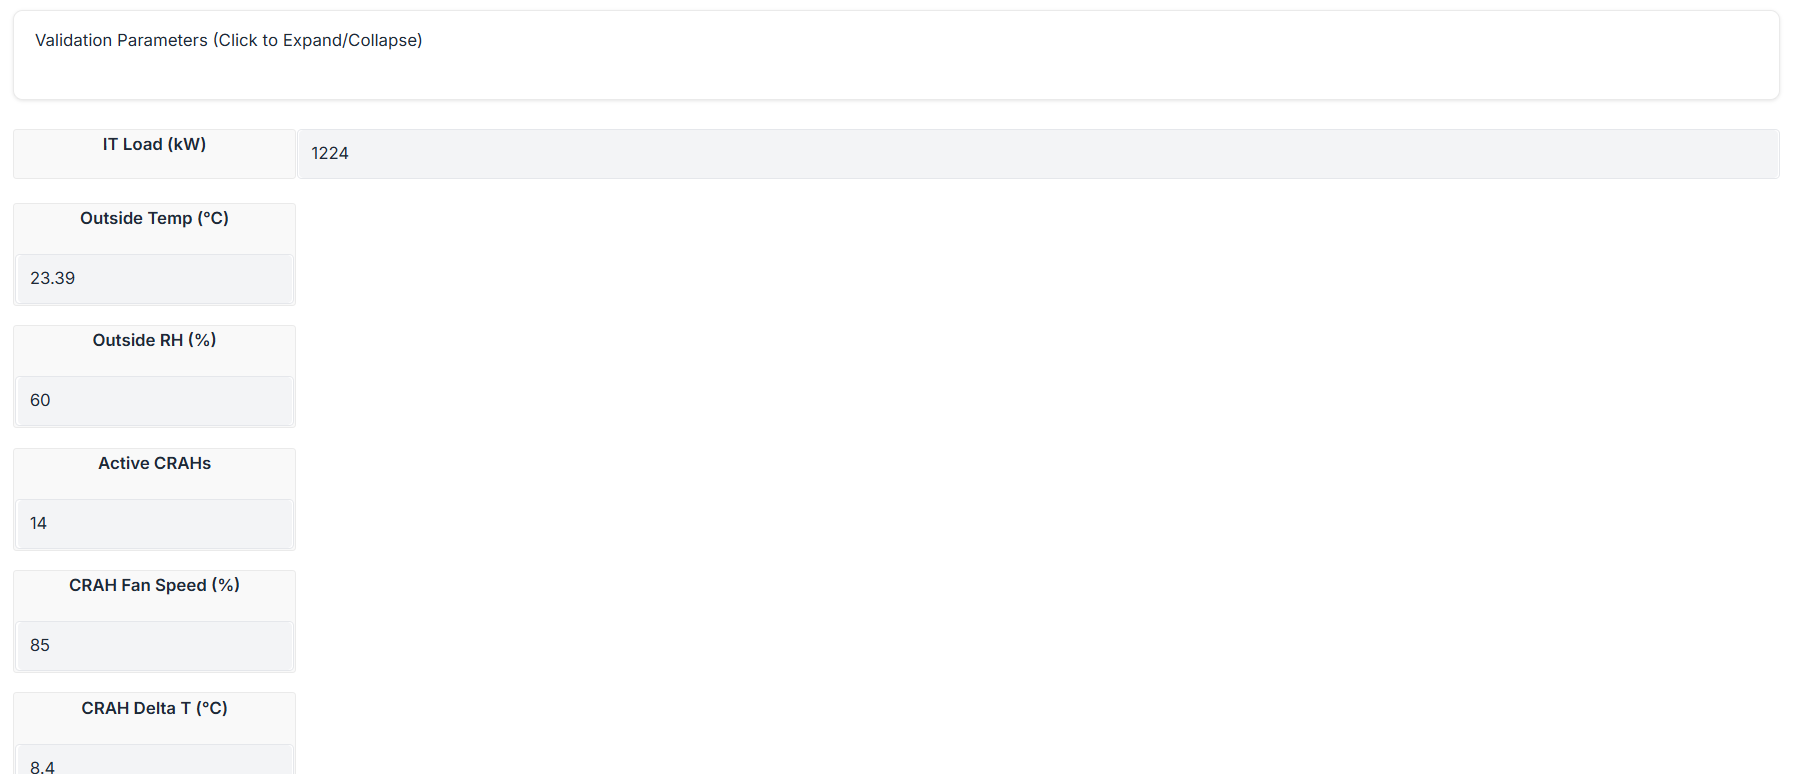 Validation Parameters (Click to Expand/Collapse)
IT Load (kW)
1224
Outside Temp (°C)
23.39
Outside RH (%)
60
Active CRAHs
14
CRAH Fan Speed (%)
85
CRAH Delta T (°C)
8.4